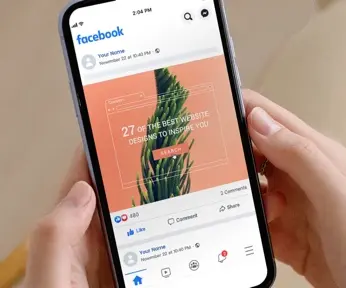 2:04 PM
facebook
Your Name
November 22 at 10:40 PM ·
27 OF THE BEST WEBSITE
DESIGNS TO INSPIRE YOU
SEARCH
480
2 Comments
Like
Comment
Share
Your Name
November 22 at 10:40 PM ·